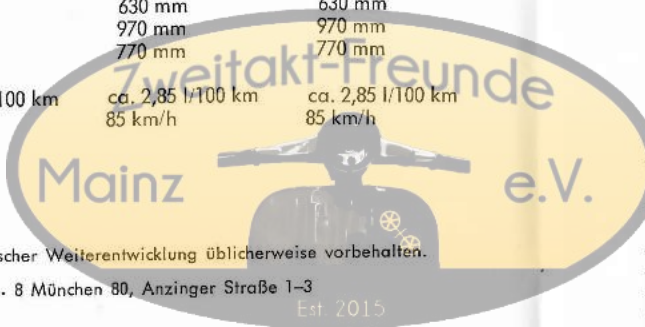 630 mm 630 mm
970 mm 970 mm
770 mm 770 mm
Zweitakt-Freunde
100 km ca. 2,85 l/100 km ca. 2,85 l/100 km
85 km/h 85 km/h
Mainz e.V.
scher Weiterentwicklung üblicherweise vorbehalten.
. 8 München 80, Anzinger Straße 1–3
Est. 2015